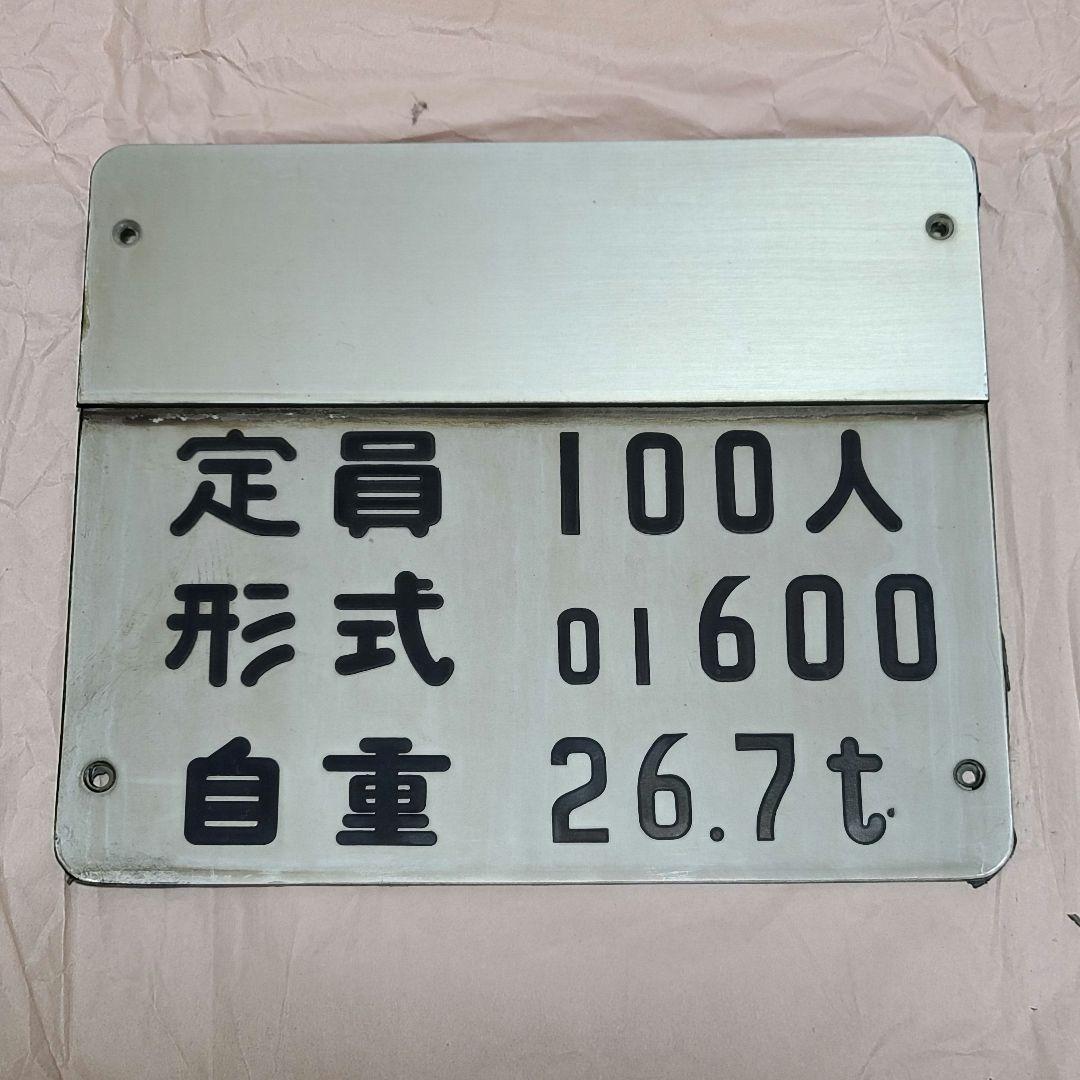 定員 100人
形式 01600
自重 26.7t